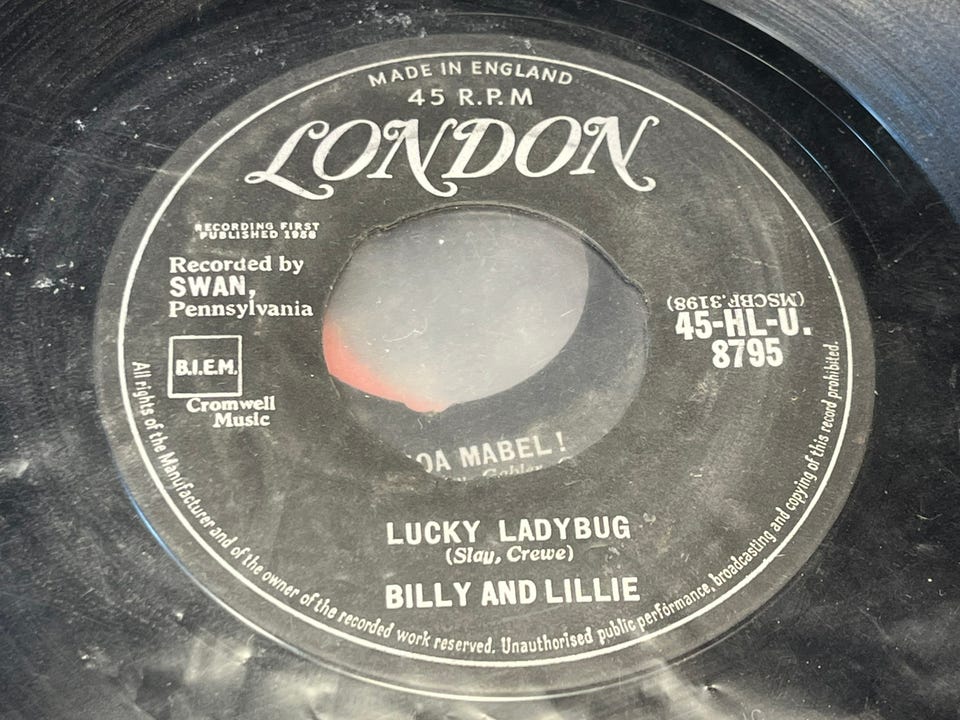 MADE IN ENGLAND
45 R.P.M
LONDON
RECORDING FIRST
PUBLISHED 1958
Recorded by
SWAN,
Pennsylvania
B.I.E.M.
Cromwell
Music
(MSCBF.3198)
45-HL-U.
8795
OA MABEL!
LUCKY LADYBUG
(Slay, Crewe)
BILLY AND LILLIE
All rights of the Manufacturer and of the owner of the recorded work reserved. Unauthorised public performance, broadcasting and copying of this record prohibited.